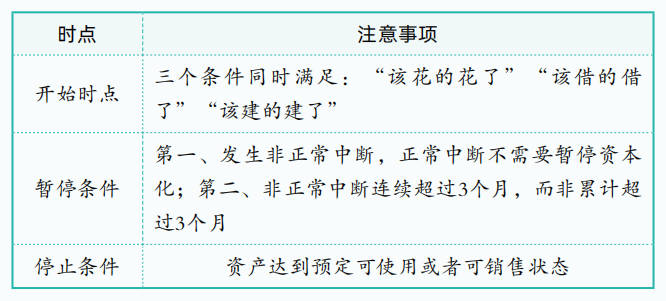 时点 注意事项
开始时点
三个条件同时满足：“该花的花了”“该借的借
了”“该建的建了”
暂停条件
第一、发生非正常中断，正常中断不需要暂停资本
化；第二、非正常中断连续超过3个月，而非累计超
过3个月
停止条件 资产达到预定可使用或者可销售状态